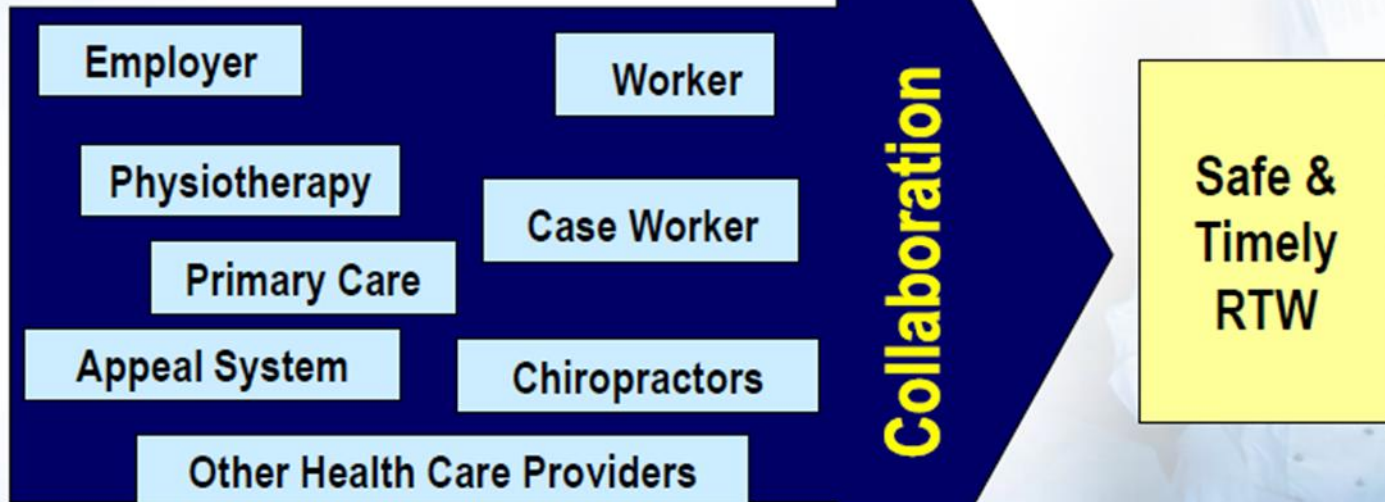 Employer
Worker
Physiotherapy
Case Worker
Primary Care
Appeal System
Chiropractors
Other Health Care Providers
Collaboration
Safe &
Timely
RTW